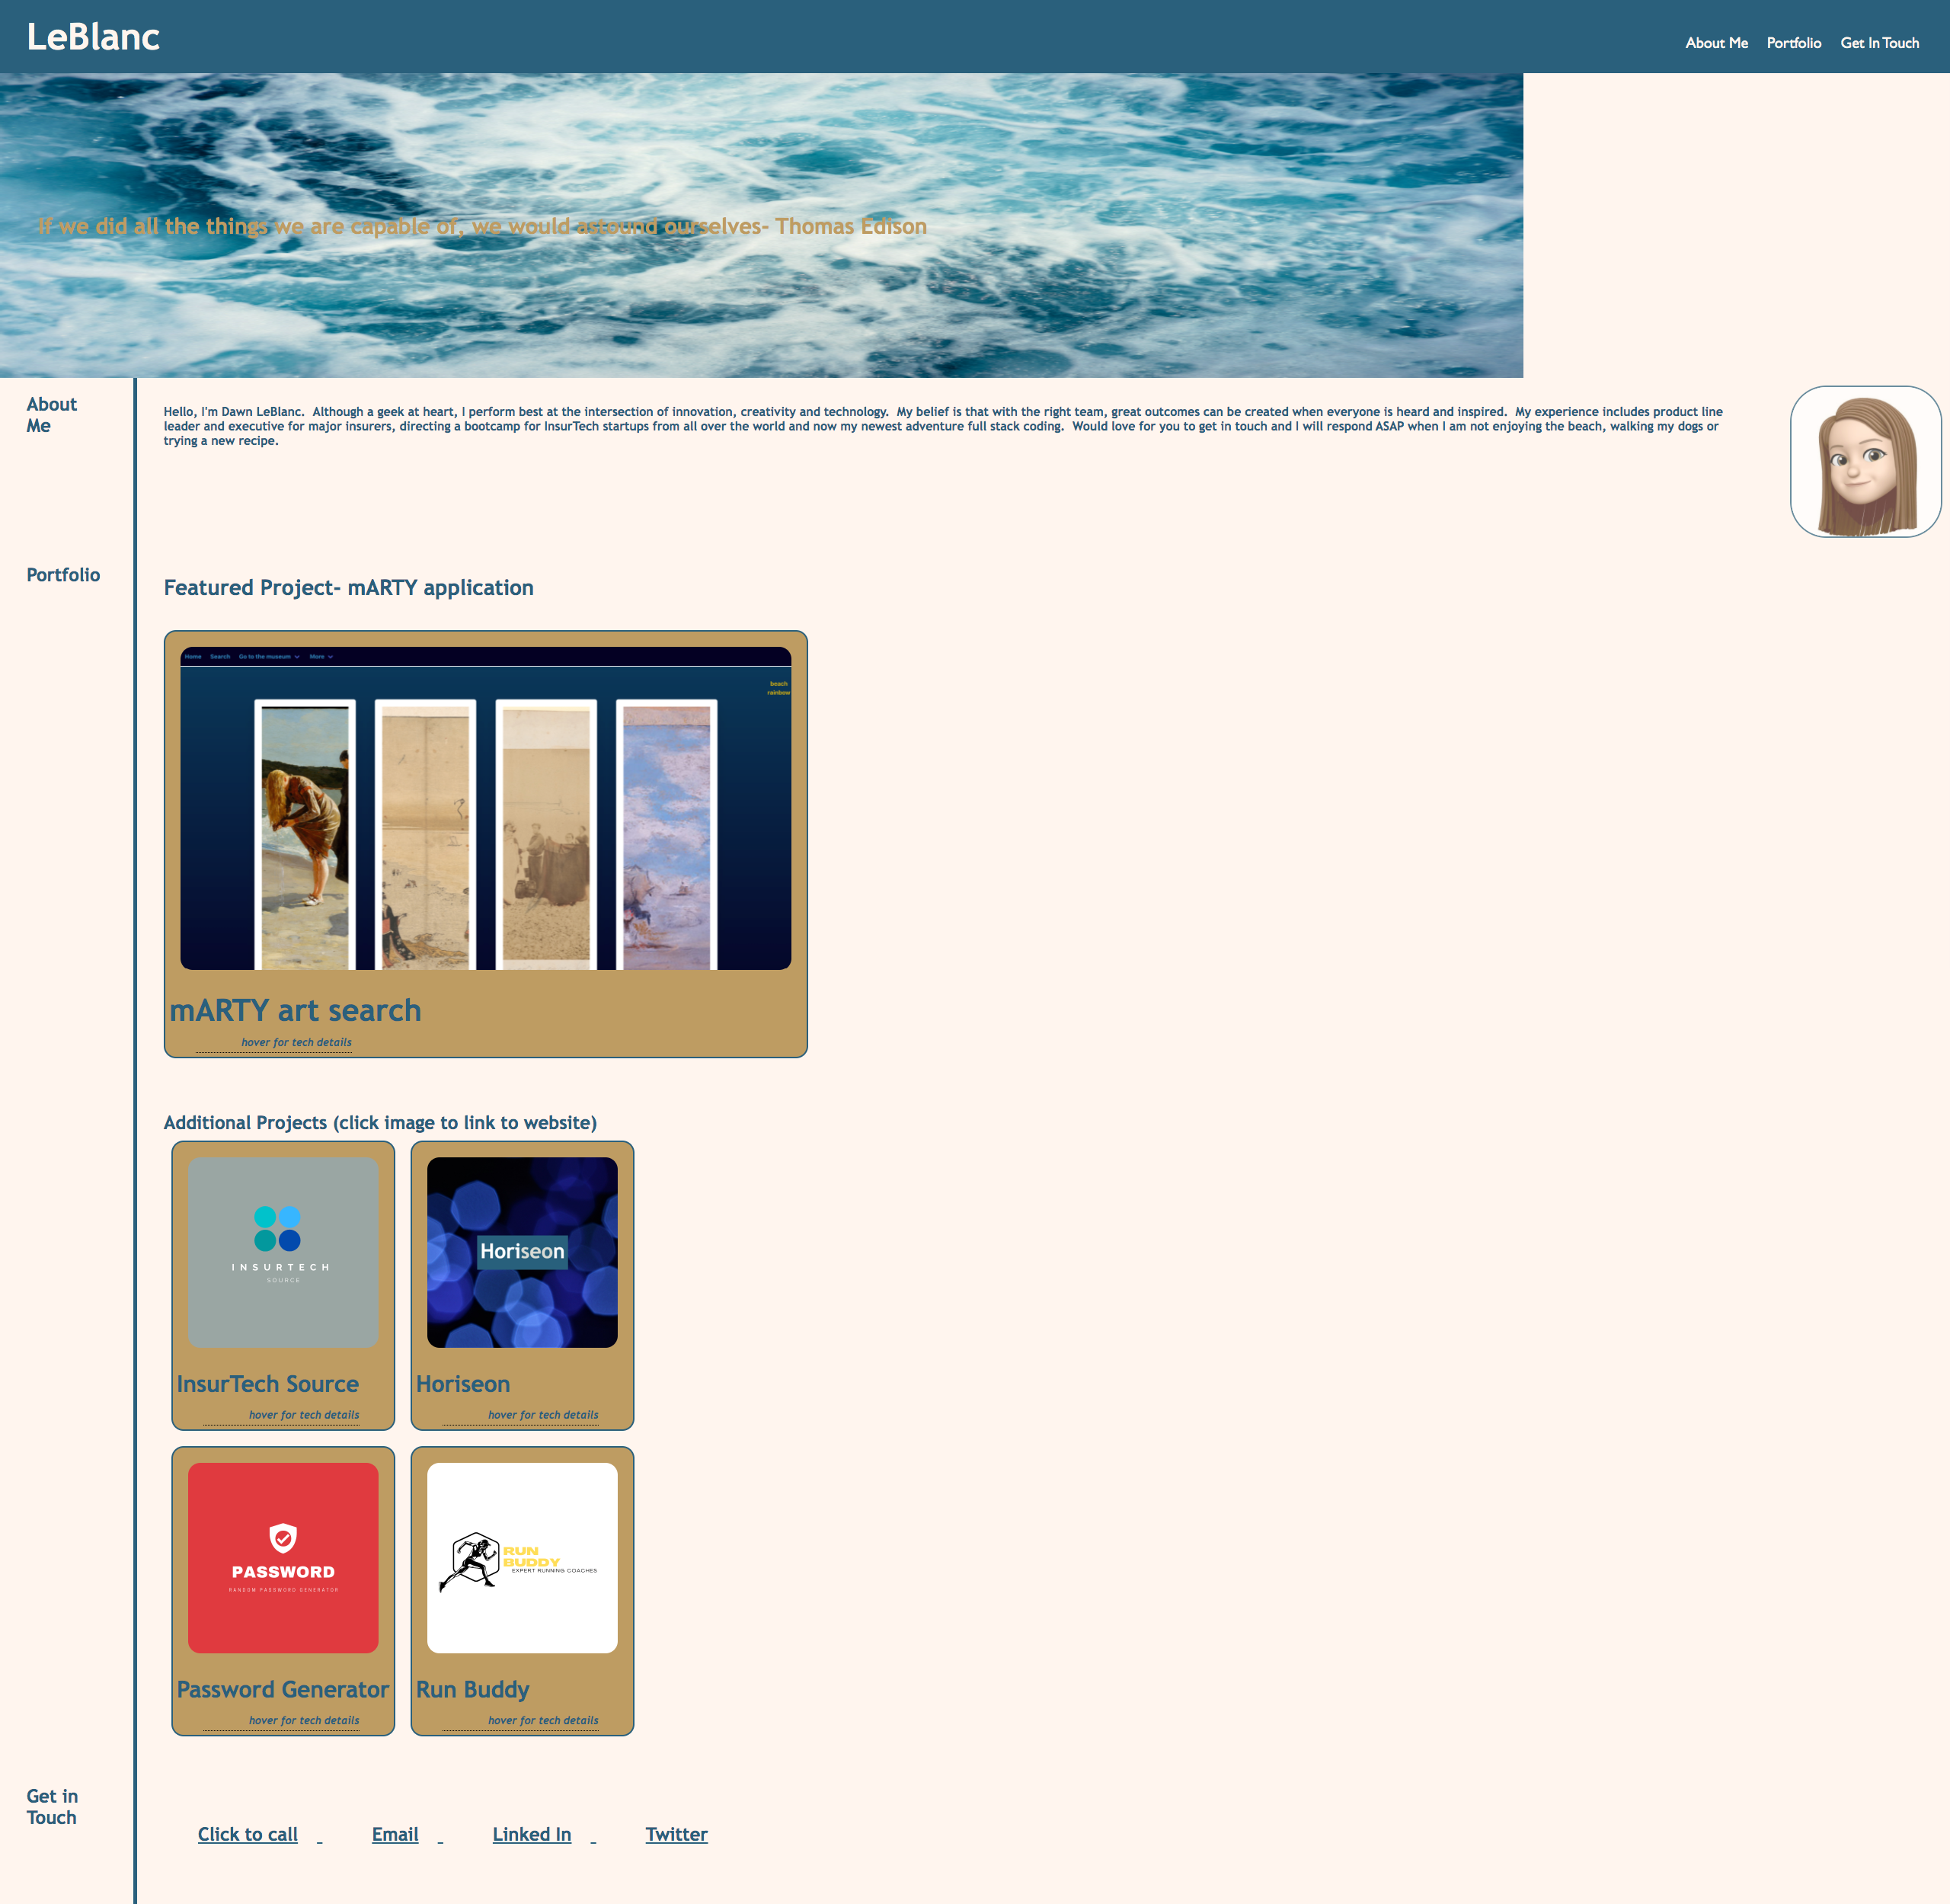 LeBlanc
About Me Portfolio Get In Touch
If we did all the things we are capable of, we would astound ourselves- Thomas Edison
About
Me
Hello, I'm Dawn LeBlanc. Although a geek at heart, I perform best at the intersection of innovation, creativity and technology. My belief is that with the right team, great outcomes can be created when everyone is heard and inspired. My experience includes product line
leader and executive for major insurers, directing a bootcamp for InsurTech startups from all over the world and now my newest adventure full stack coding. Would love for you to get in touch and I will respond ASAP when I am not enjoying the beach, walking my dogs or
trying a new recipe.
Portfolio
Featured Project- mARTY application
Home Search Go to the museum More
beach
rainbow
mARTY art search
hover for tech details
Additional Projects (click image to link to website)
INSURTECH
SOURCE
InsurTech Source
hover for tech details
Horiseon
Horiseon
hover for tech details
PASSWORD
RANDOM PASSWORD GENERATOR
Password Generator
hover for tech details
RUN
BUDDY
EXPERT RUNNING COACHES
Run Buddy
hover for tech details
Get in
Touch
Click to call Email Linked In Twitter